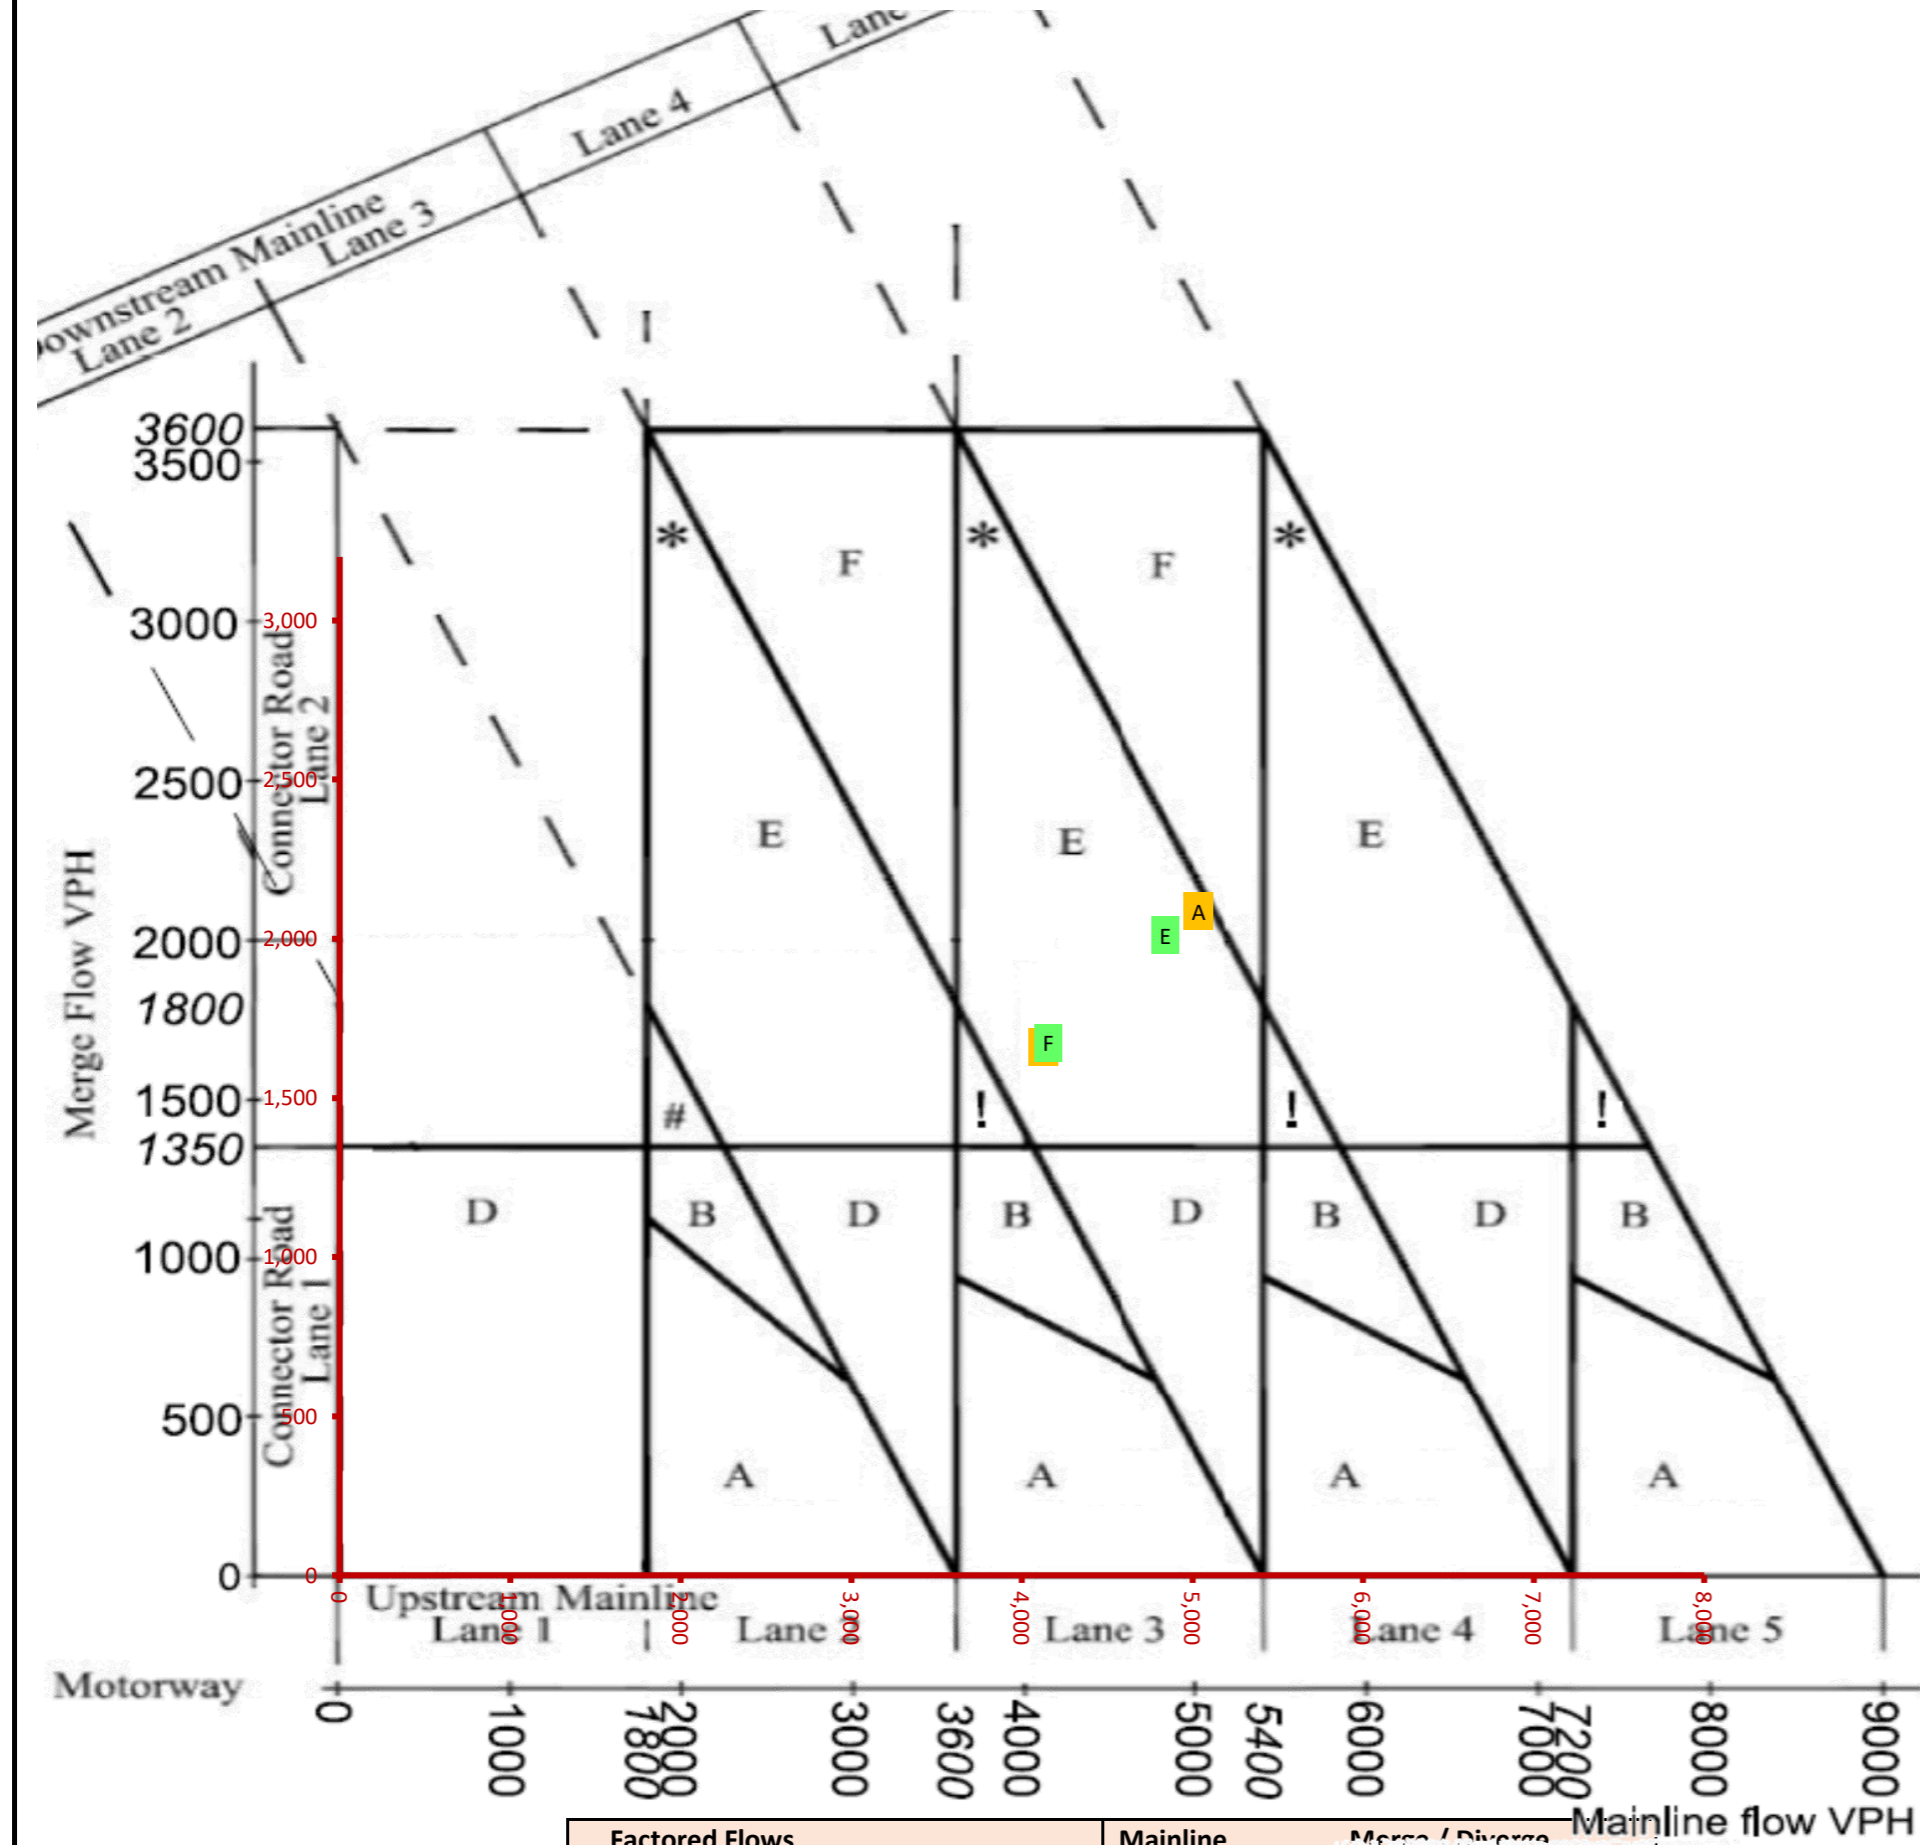 Lane
Lane 4
Downstream Mainline
Lane 3
Lane 2
3600
3500
3000
2500
2000
1800
1500
1350
1000
500
0
Merge Flow VPH
Connector Road
Lane 2
Connector Road
Lane 1
3,000
2,500
2,000
1,500
1,000
500
0
* * *
F F
E E E
A
E
F
# ! ! !
D B D B D B D B
A A A A
0 1,000 2,000 3,000 4,000 5,000 6,000 7,000 8,000
Upstream Mainline
Lane 1 Lane 2 Lane 3 Lane 4 Lane 5
Motorway
0 1000 1800 2000 3000 3600 4000 5000 5400 6000 7000 7200 8000 9000
Mainline flow VPH
Factored Flows Mainline Merge / Diverge